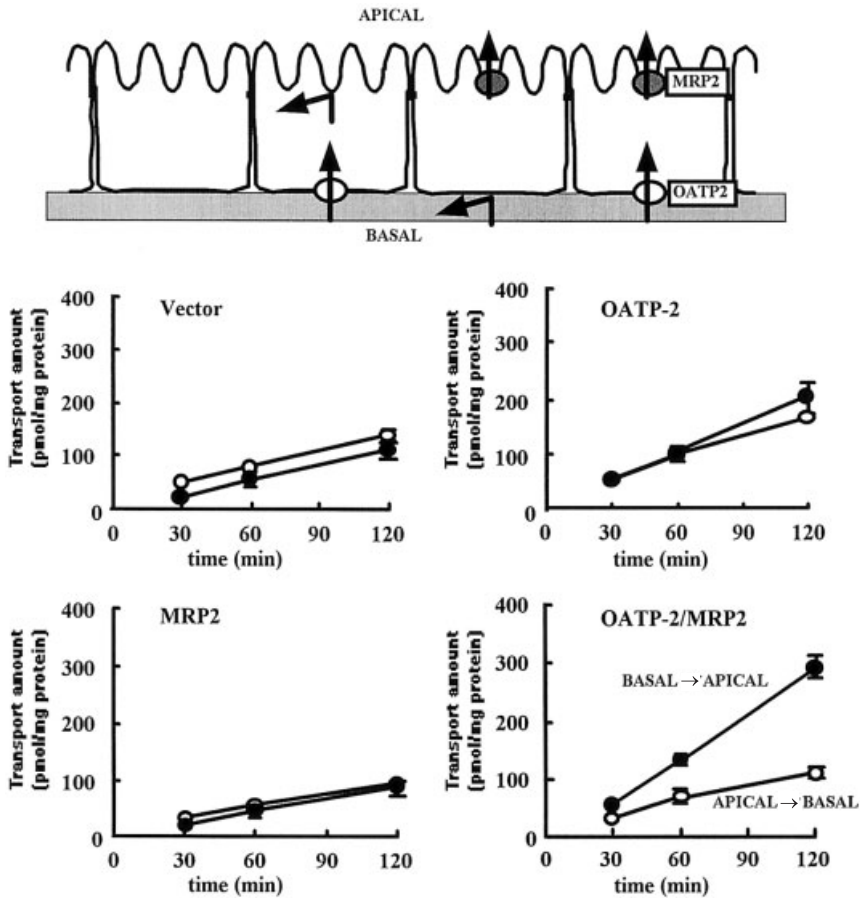 APICAL
MRP2
OATP2
BASAL
Vector
Transport amount
[pmol/mg protein]
400
300
200
100
0
0 30 60 90 120
time (min)
OATP-2
Transport amount
[pmol/mg protein]
400
300
200
100
0
0 30 60 90 120
time (min)
MRP2
Transport amount
[pmol/mg protein]
400
300
200
100
0
0 30 60 90 120
time (min)
OATP-2/MRP2
Transport amount
[pmol/mg protein]
400
300
200
100
0
BASAL→APICAL
APICAL→BASAL
0 30 60 90 120
time (min)